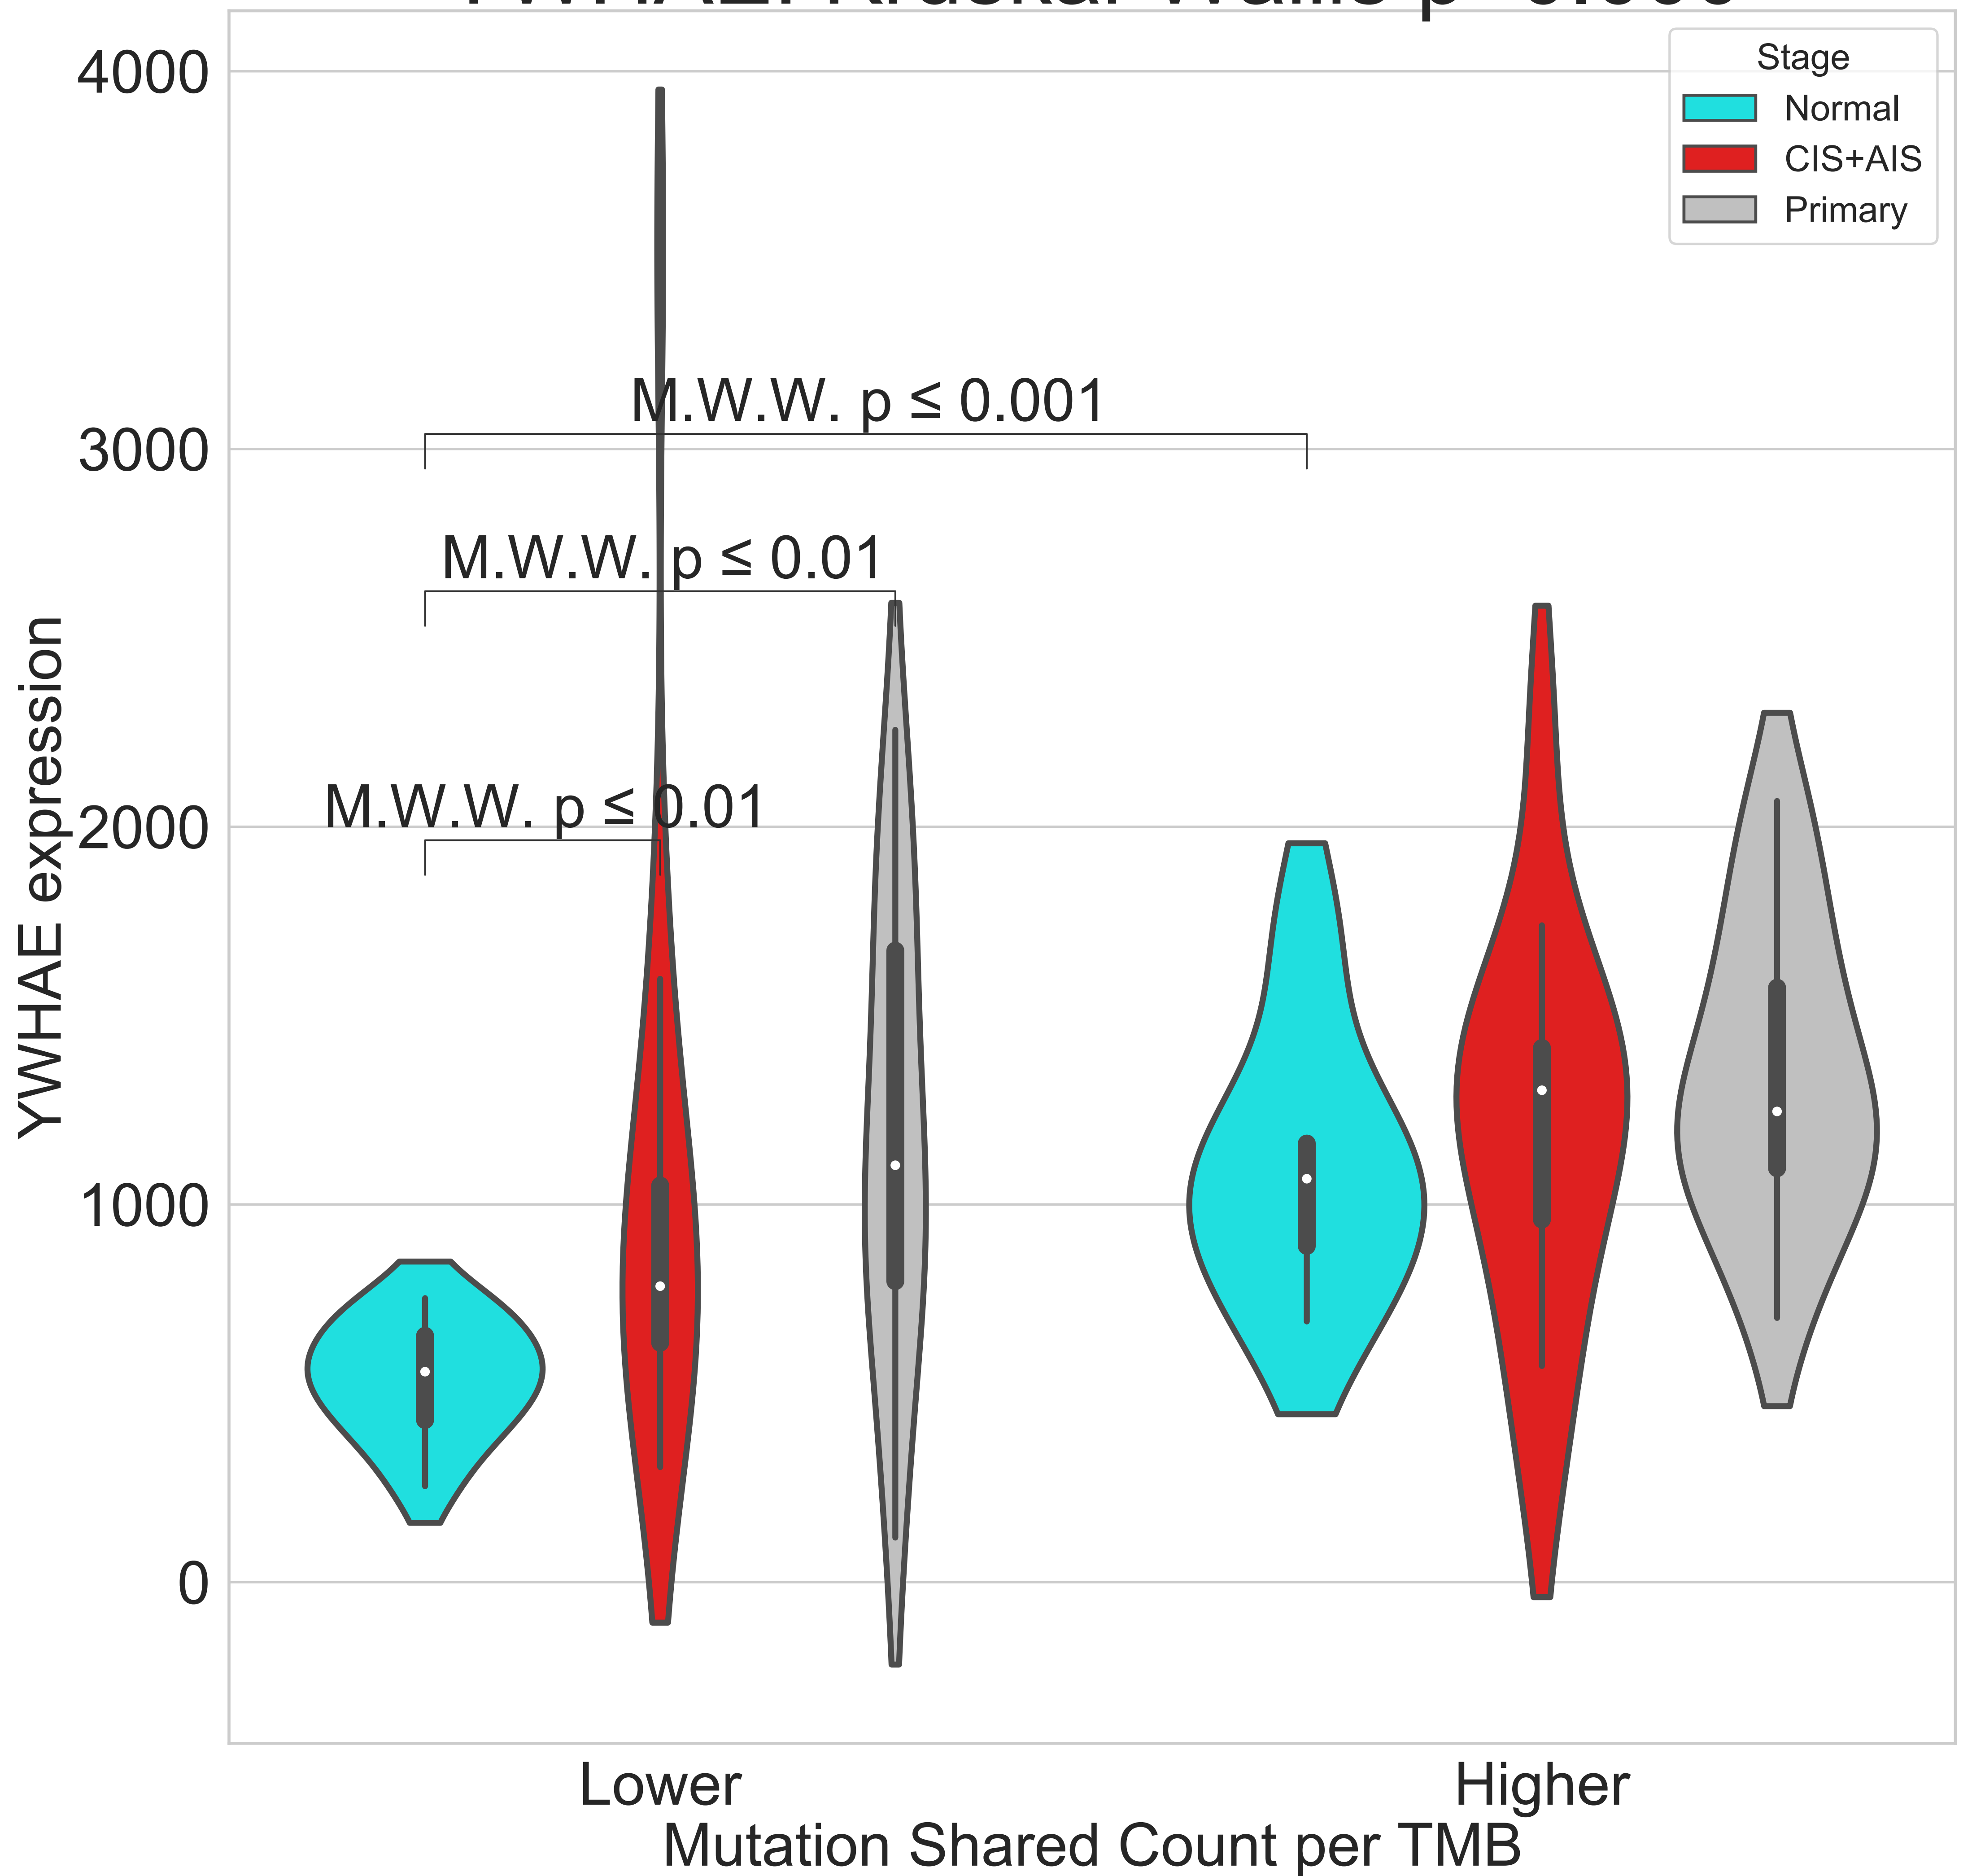 Stage
Normal
CIS+AIS
Primary
4000
3000
2000
1000
0
YWHAE expression
M.W.W. p ≤ 0.001
M.W.W. p ≤ 0.01
M.W.W. p ≤ 0.01
Lower
Higher
Mutation Shared Count per TMB